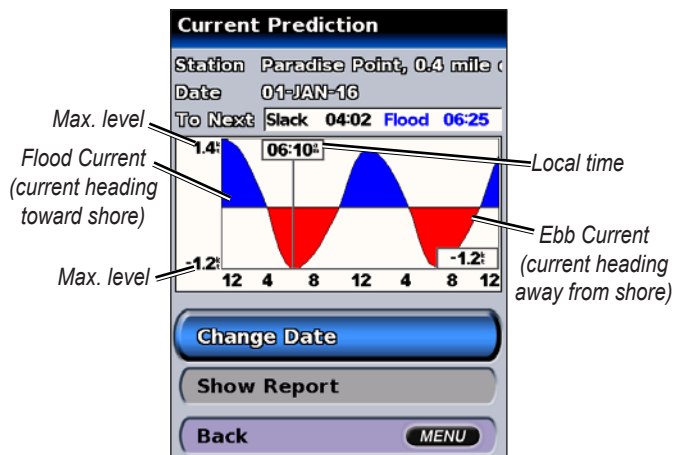 Current Prediction
Station Paradise Point, 0.4 mile
Date 01-JAN-16
To Next Slack 04:02 Flood 06:25
Max. level
1.4
06:10
Local time
Flood Current
(current heading
toward shore)
Ebb Current
(current heading
away from shore)
Max. level
-1.2
-1.2
12 4 8 12 4 8 12
Change Date
Show Report
Back MENU